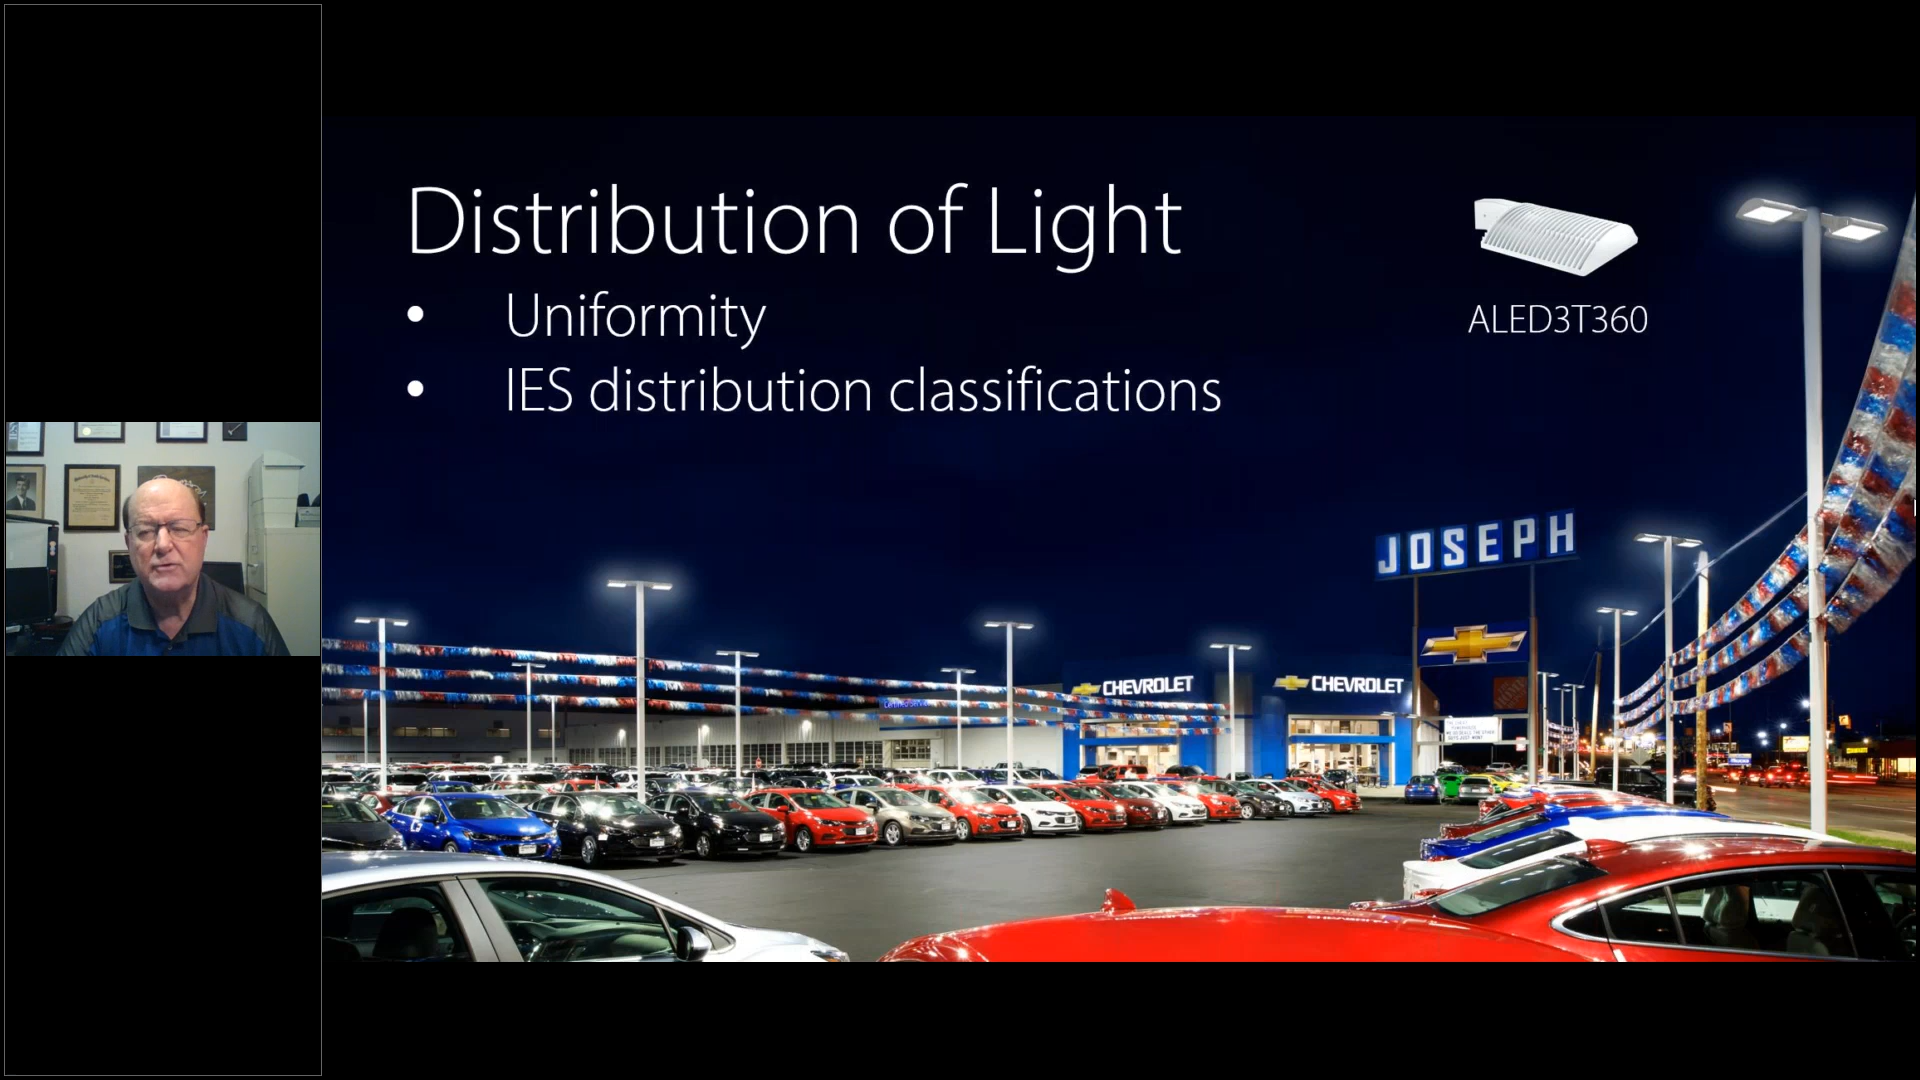 Distribution of Light
• Uniformity
• IES distribution classifications
ALED3T360
JOSEPH
CHEVROLET
CHEVROLET